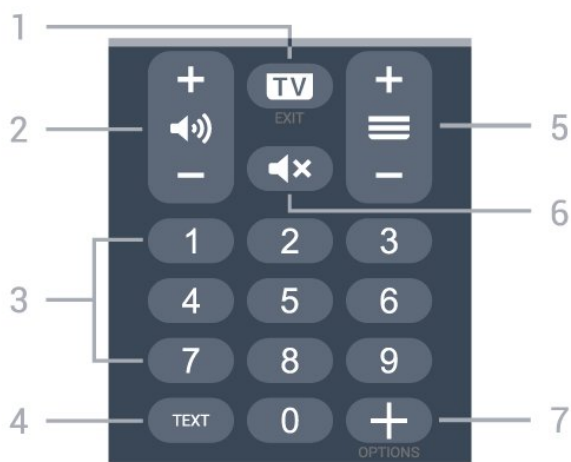 1
+ TV +
EXIT
2
5
− −
6
1 2 3
3
4 5 6
7 8 9
4 TEXT 0 + 7
OPTIONS